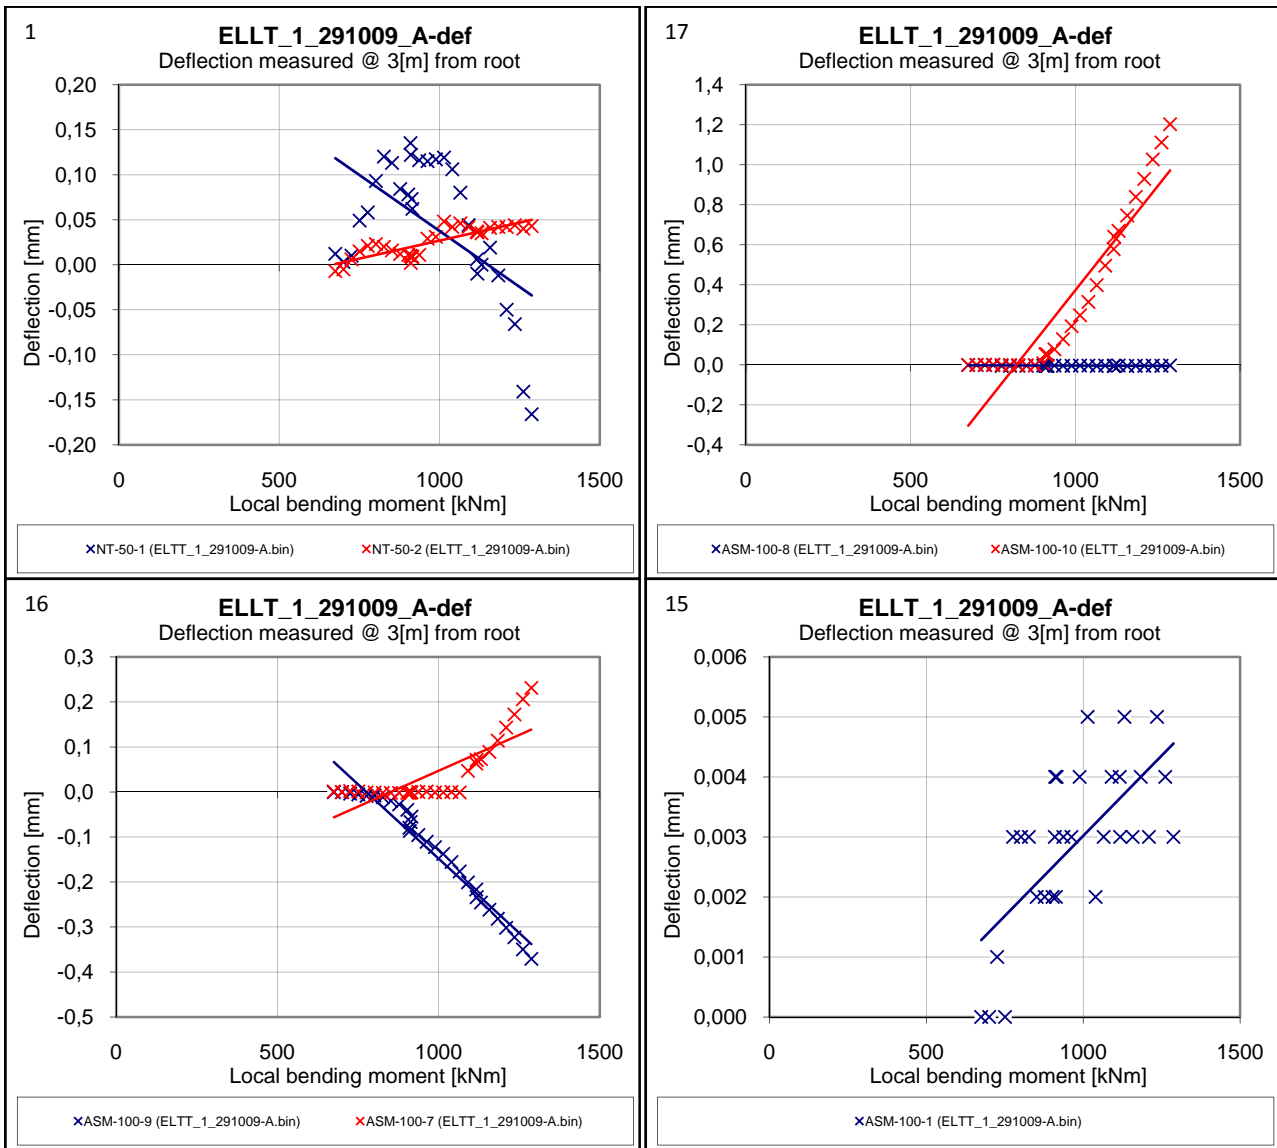 1
ELLT_1_291009_A-def
Deflection measured @ 3[m] from root
0,20
0,15
0,10
0,05
0,00
-0,05
-0,10
-0,15
-0,20
Deflection [mm]
0 500 1000 1500
Local bending moment [kNm]
NT-50-1 (ELTT_1_291009-A.bin) NT-50-2 (ELTT_1_291009-A.bin)
17
ELLT_1_291009_A-def
Deflection measured @ 3[m] from root
1,4
1,2
1,0
0,8
0,6
0,4
0,2
0,0
-0,2
-0,4
Deflection [mm]
0 500 1000 1500
Local bending moment [kNm]
ASM-100-8 (ELTT_1_291009-A.bin) ASM-100-10 (ELTT_1_291009-A.bin)
16
ELLT_1_291009_A-def
Deflection measured @ 3[m] from root
0,3
0,2
0,1
0,0
-0,1
-0,2
-0,3
-0,4
-0,5
Deflection [mm]
0 500 1000 1500
Local bending moment [kNm]
ASM-100-9 (ELTT_1_291009-A.bin) ASM-100-7 (ELTT_1_291009-A.bin)
15
ELLT_1_291009_A-def
Deflection measured @ 3[m] from root
0,006
0,005
0,004
0,003
0,002
0,001
0,000
Deflection [mm]
0 500 1000 1500
Local bending moment [kNm]
ASM-100-1 (ELTT_1_291009-A.bin)